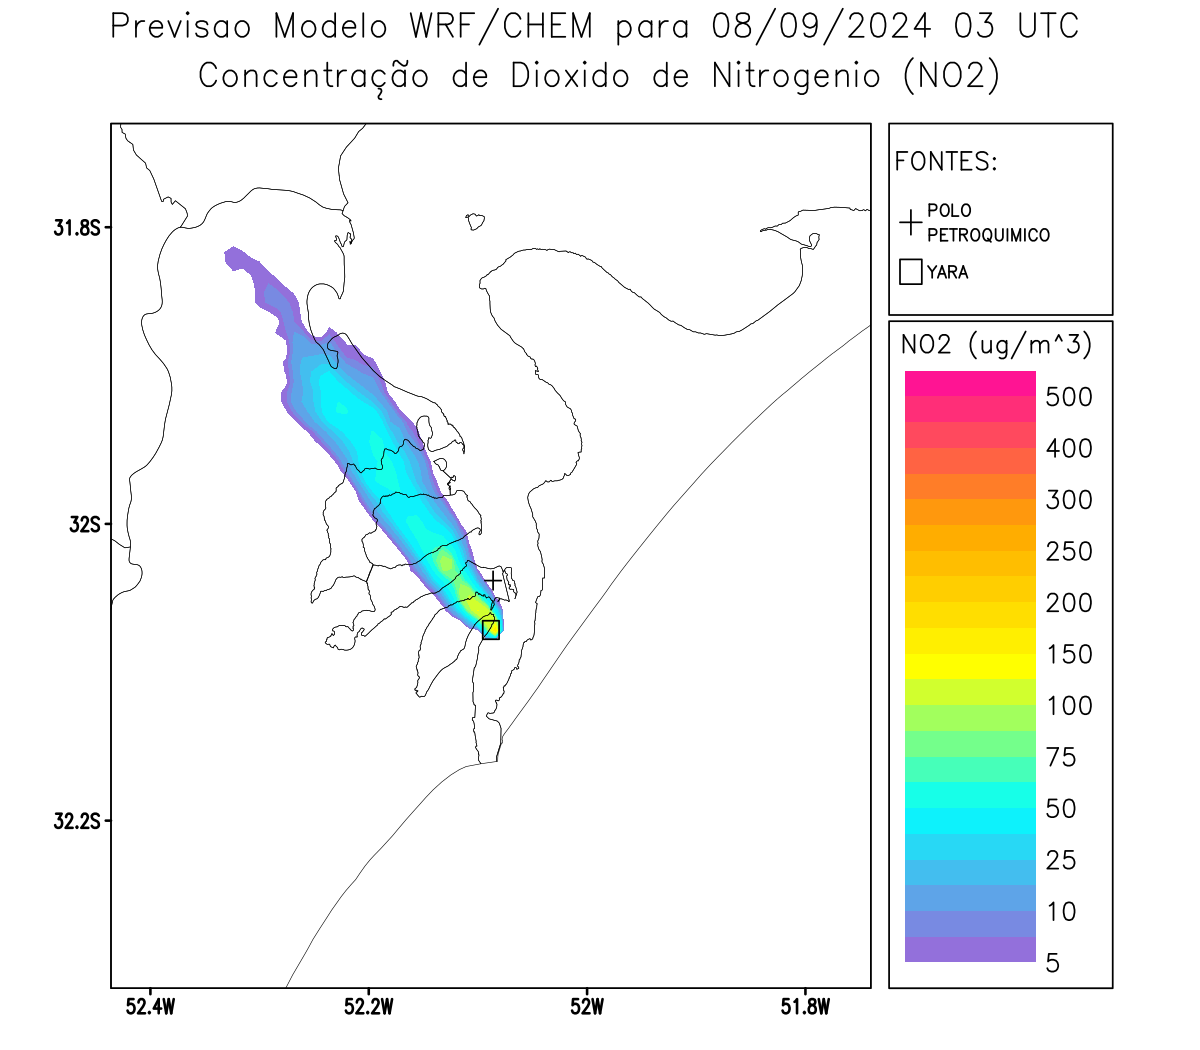 Previsao Modelo WRF/CHEM para 08/09/2024 03 UTC
Concentração de Dioxido de Nitrogenio (NO2)
FONTES:
POLO
PETROQUIMICO
YARA
NO2 (ug/m^3)
500
400
300
250
200
150
100
75
50
25
10
5
31.8S
32S
32.2S
52.4W
52.2W
52W
51.8W